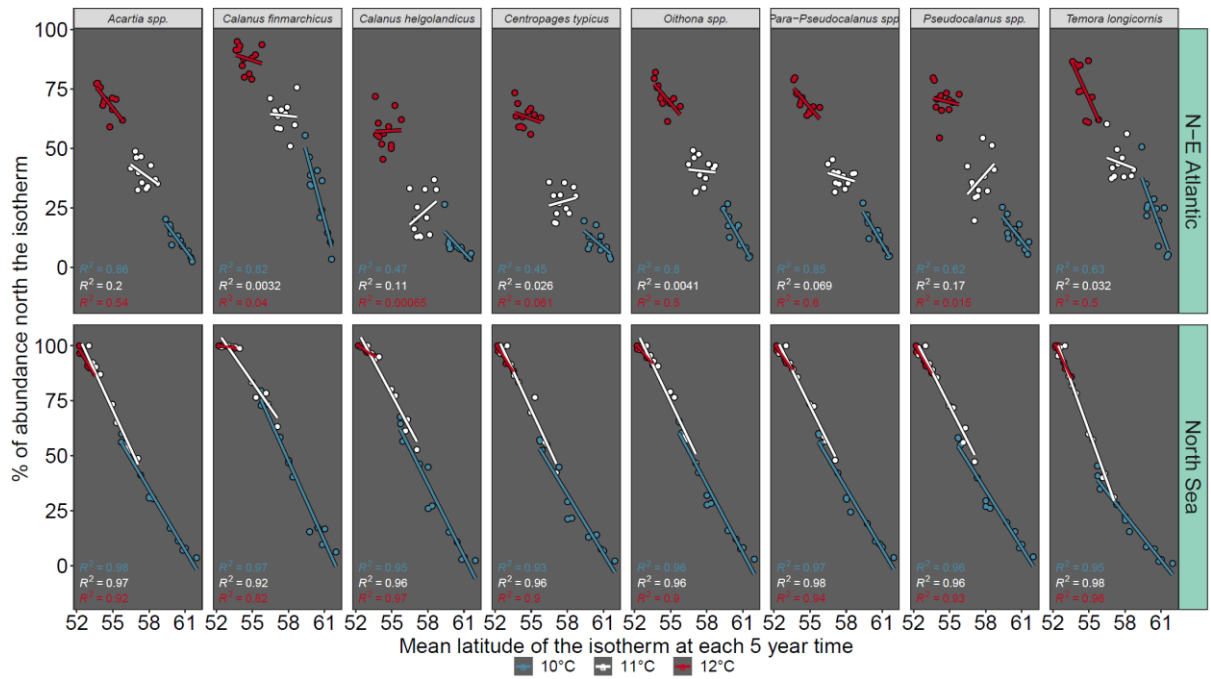 Acartia spp.
Calanus finmarchicus
Calanus helgolandicus
Centropages typicus
Oithona spp.
Para−Pseudocalanus spp
Pseudocalanus spp.
Temora longicornis
% of abundance north the isotherm
100
75
50
25
0
R² = 0.86
R² = 0.2
R² = 0.54
R² = 0.82
R² = 0.0032
R² = 0.04
R² = 0.47
R² = 0.11
R² = 0.00065
R² = 0.45
R² = 0.026
R² = 0.061
R² = 0.8
R² = 0.0041
R² = 0.5
R² = 0.85
R² = 0.069
R² = 0.6
R² = 0.62
R² = 0.17
R² = 0.015
R² = 0.63
R² = 0.032
R² = 0.5
N−E Atlantic
100
75
50
25
0
R² = 0.98
R² = 0.97
R² = 0.92
R² = 0.97
R² = 0.92
R² = 0.82
R² = 0.95
R² = 0.96
R² = 0.97
R² = 0.93
R² = 0.96
R² = 0.9
R² = 0.96
R² = 0.96
R² = 0.9
R² = 0.97
R² = 0.98
R² = 0.94
R² = 0.96
R² = 0.96
R² = 0.93
R² = 0.95
R² = 0.98
R² = 0.96
North Sea
52 55 58 61 52 55 58 61 52 55 58 61 52 55 58 61 52 55 58 61 52 55 58 61 52 55 58 61 52 55 58 61
Mean latitude of the isotherm at each 5 year time
10°C 11°C 12°C